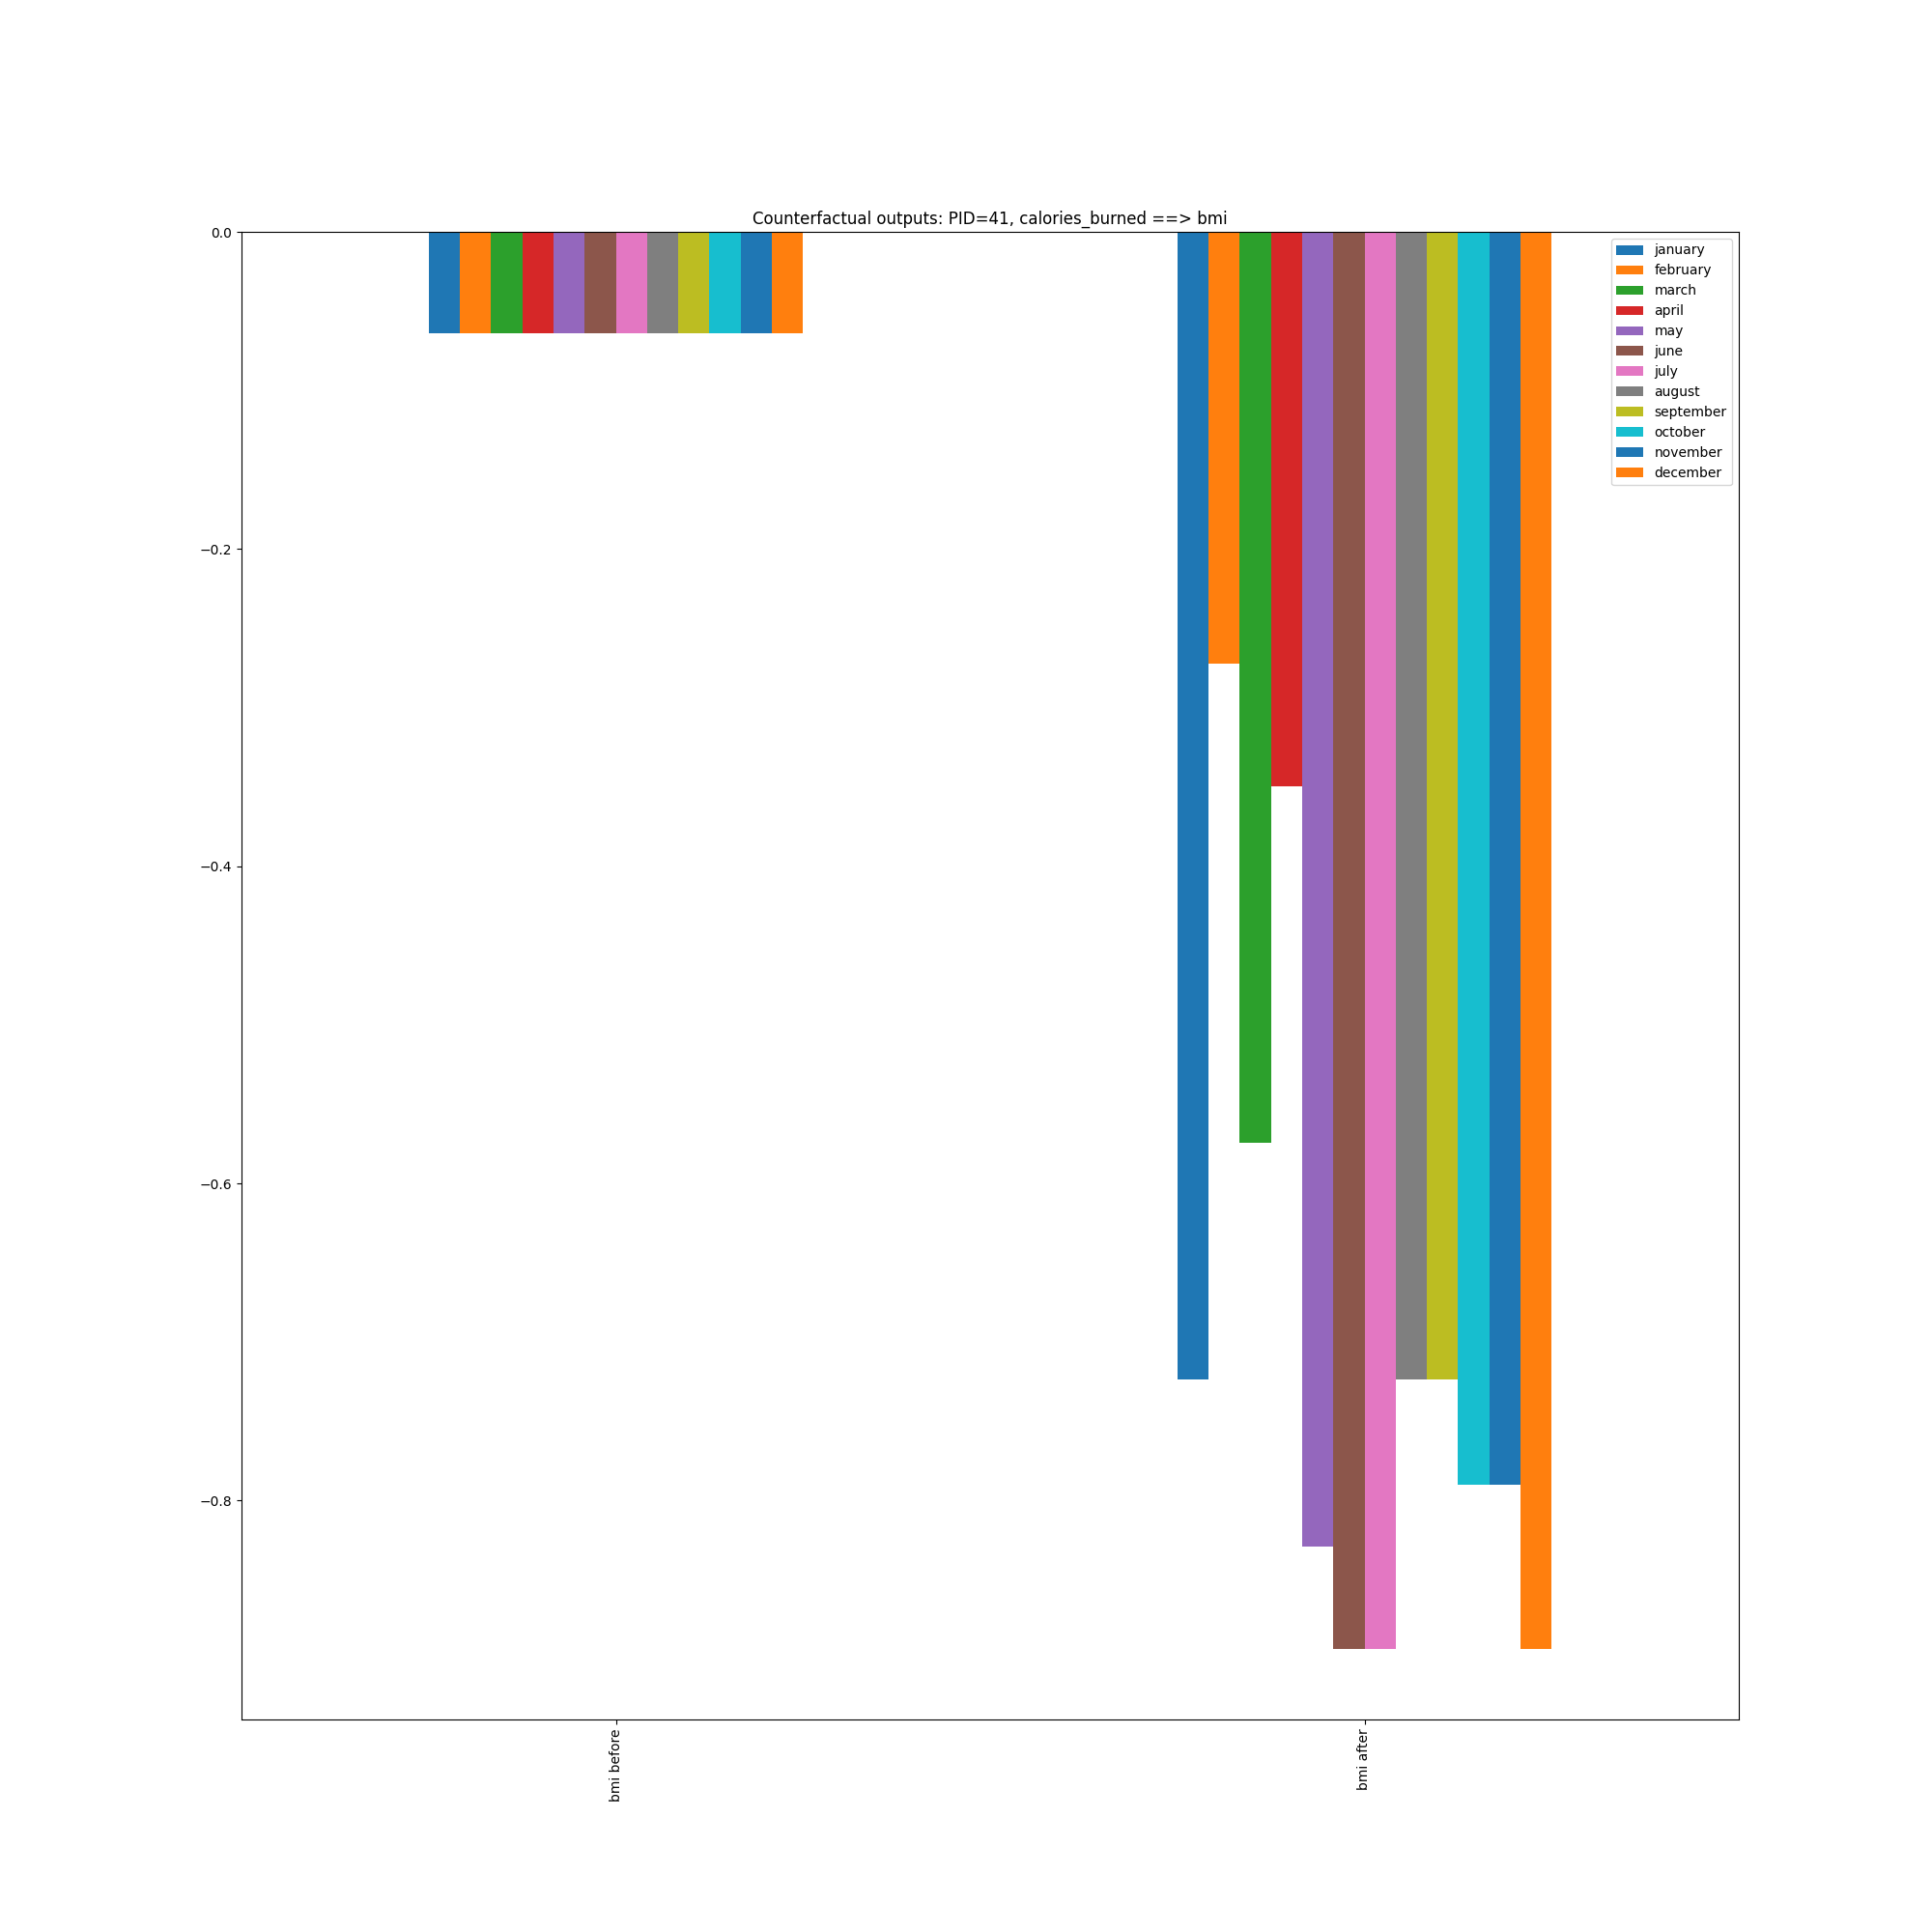 Counterfactual outputs: PID=41, calories_burned ==> bmi
0.0
−0.2
−0.4
−0.6
−0.8
january
february
march
april
may
june
july
august
september
october
november
december
bmi before
bmi after